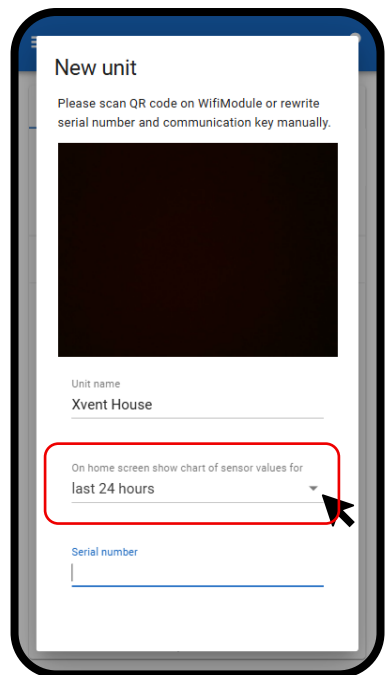 New unit
Please scan QR code on WifiModule or rewrite
serial number and communication key manually.
Unit name
Xvent House
On home screen show chart of sensor values for
last 24 hours
Serial number